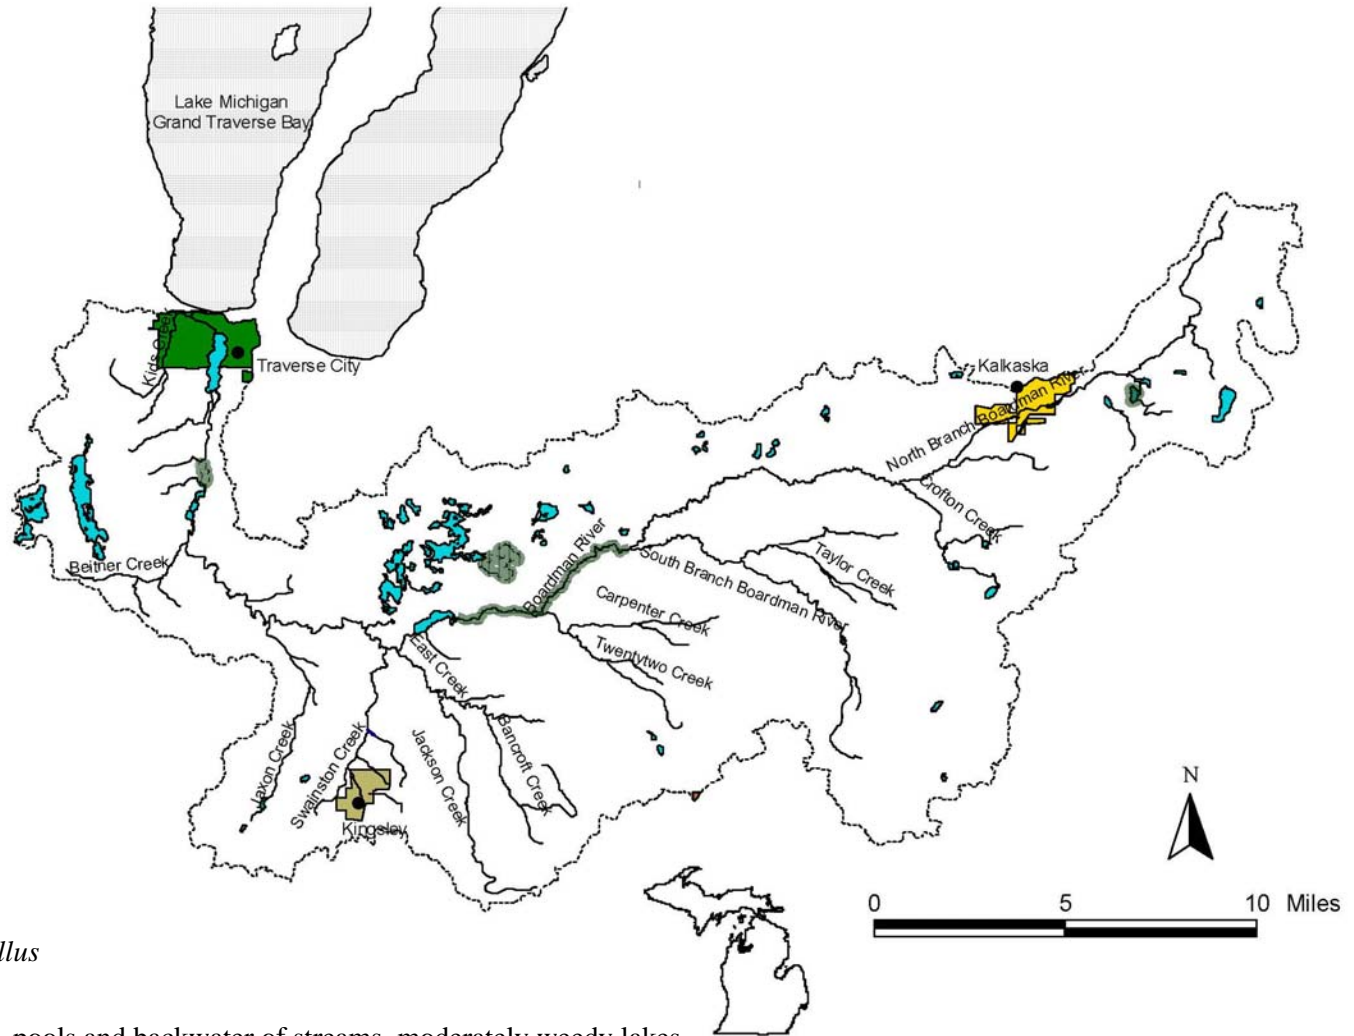 Lake Michigan
Grand Traverse Bay
Traverse City
Kalkaska
North Branch Boardman River
Crofton Creek
Taylor Creek
South Branch Boardman River
Boardman River
Carpenter Creek
Twentytwo Creek
Beitner Creek
East Creek
Bancroft Creek
Jackson Creek
Swainston Creek
Jaxon Creek
Kingsley
N
0 5 10 Miles
llus
pools and backwater of streams, moderately weedy lakes